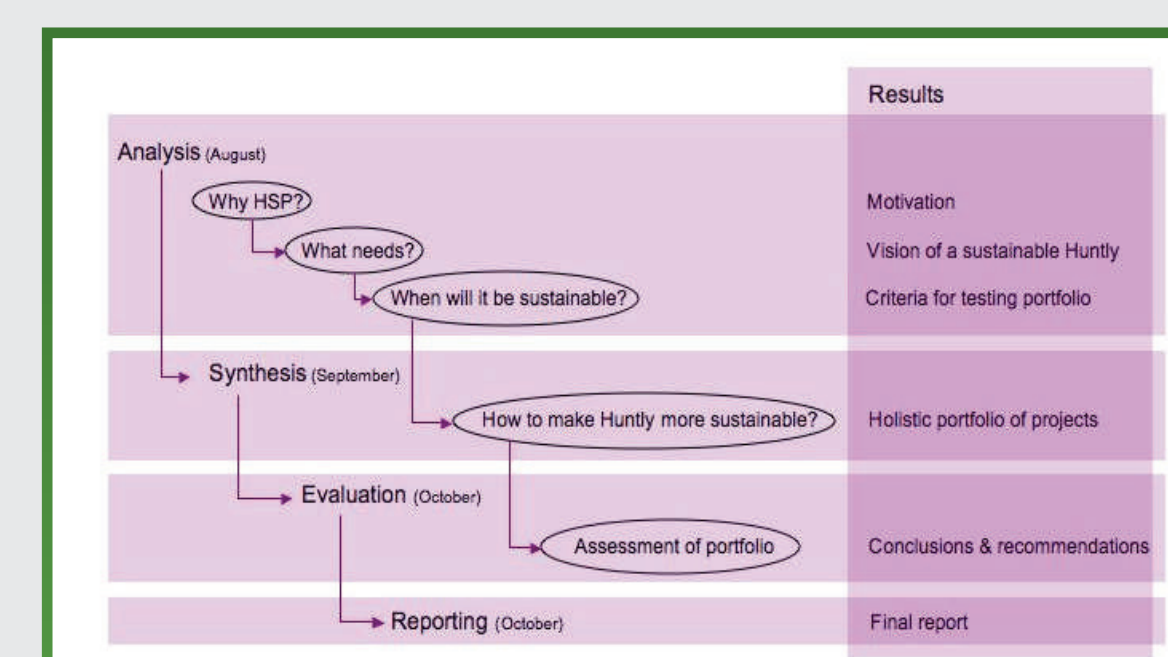 Results
Analysis (August)
Why HSP? Motivation
What needs? Vision of a sustainable Huntly
When will it be sustainable? Criteria for testing portfolio
Synthesis (September)
How to make Huntly more sustainable? Holistic portfolio of projects
Evaluation (October)
Assessment of portfolio Conclusions & recommendations
Reporting (October) Final report